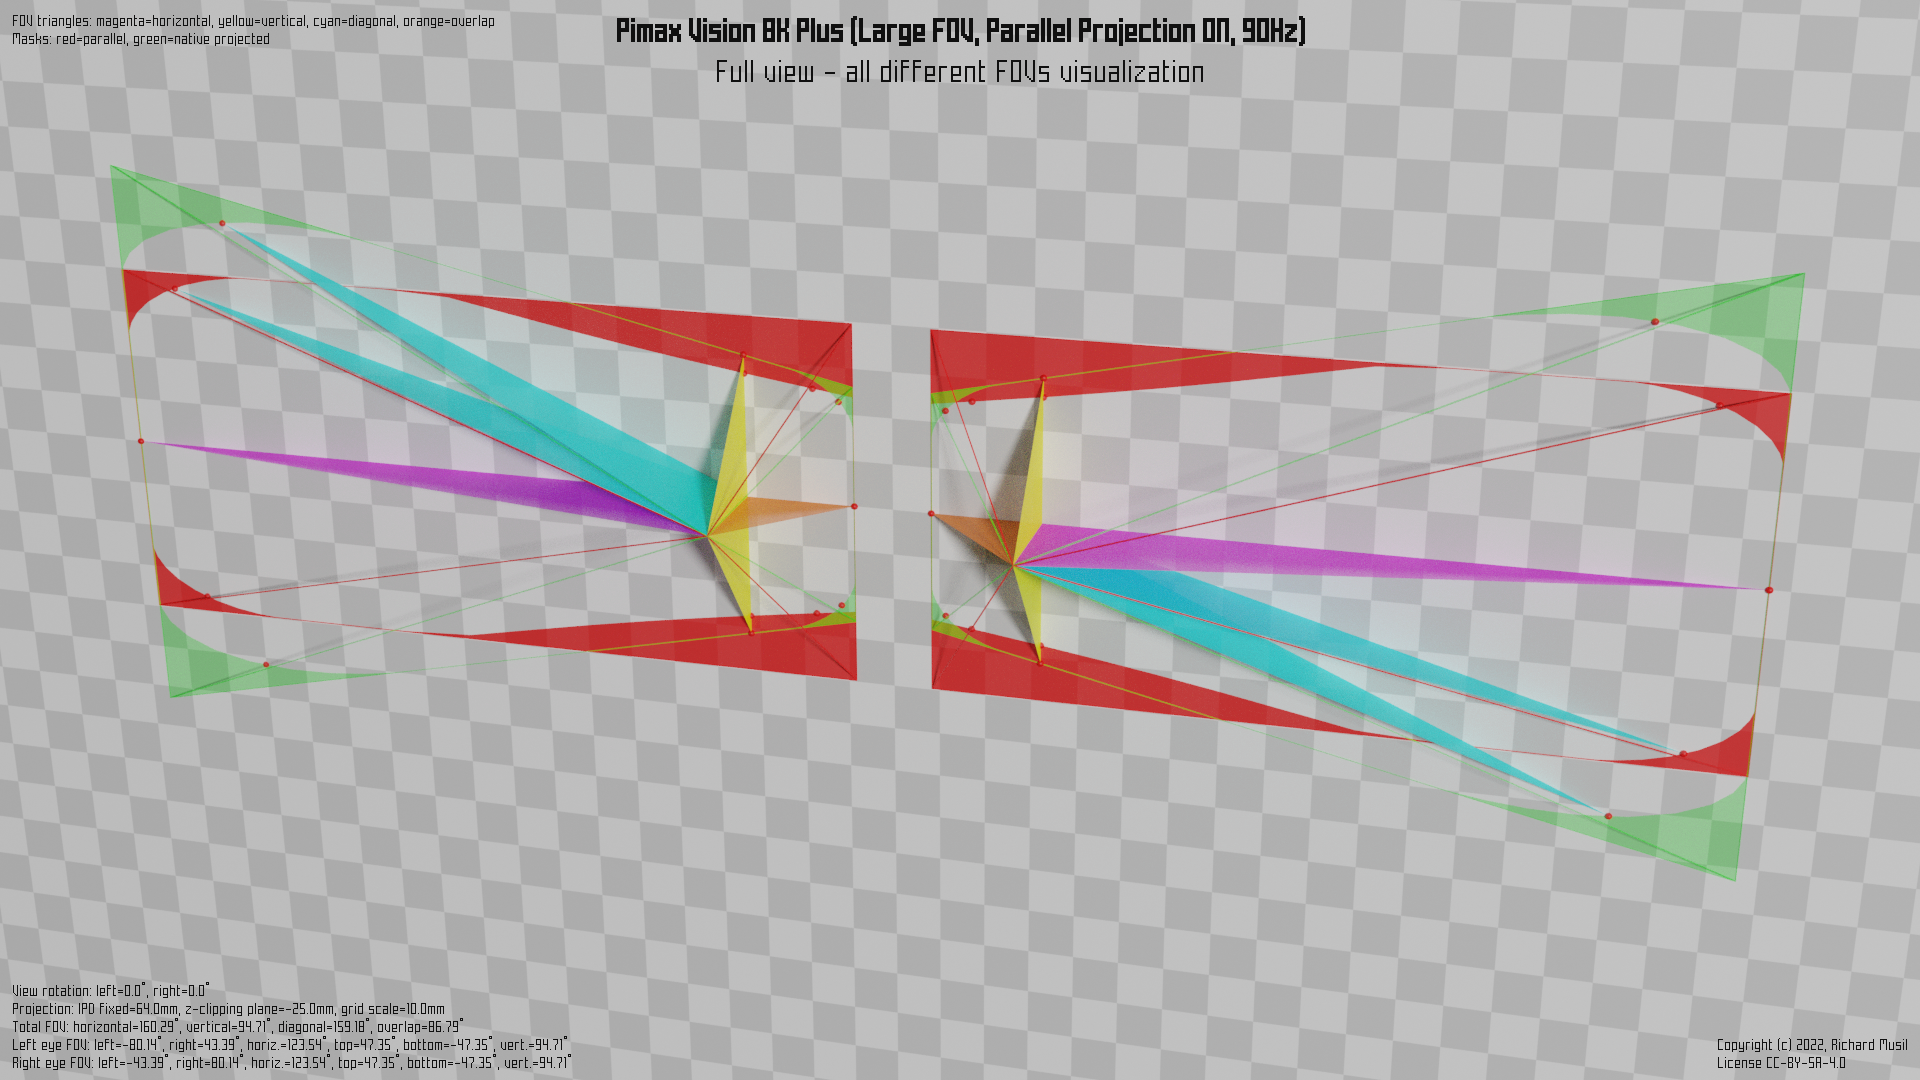 FOV triangles: magenta=horizontal, yellow=vertical, cyan=diagonal, orange=overlap
Masks: red=parallel, green=native projected
Pimax Vision 8K Plus (Large FOV, Parallel Projection ON, 90Hz)
Full view - all different FOVs visualization
View rotation: left=0.0°, right=0.0°
Projection: IPD fixed=64.0mm, z-clipping plane=-25.0mm, grid scale=10.0mm
Total FOV: horizontal=160.29°, vertical=94.71°, diagonal=159.18°, overlap=86.79°
Left eye FOV: left=-80.14°, right=43.39°, horiz.=123.54°, top=47.35°, bottom=-47.35°, vert.=94.71°
Right eye FOV: left=-43.39°, right=80.14°, horiz.=123.54°, top=47.35°, bottom=-47.35°, vert.=94.71°
Copyright (c) 2022, Richard Musil
License CC-BY-SA-4.0